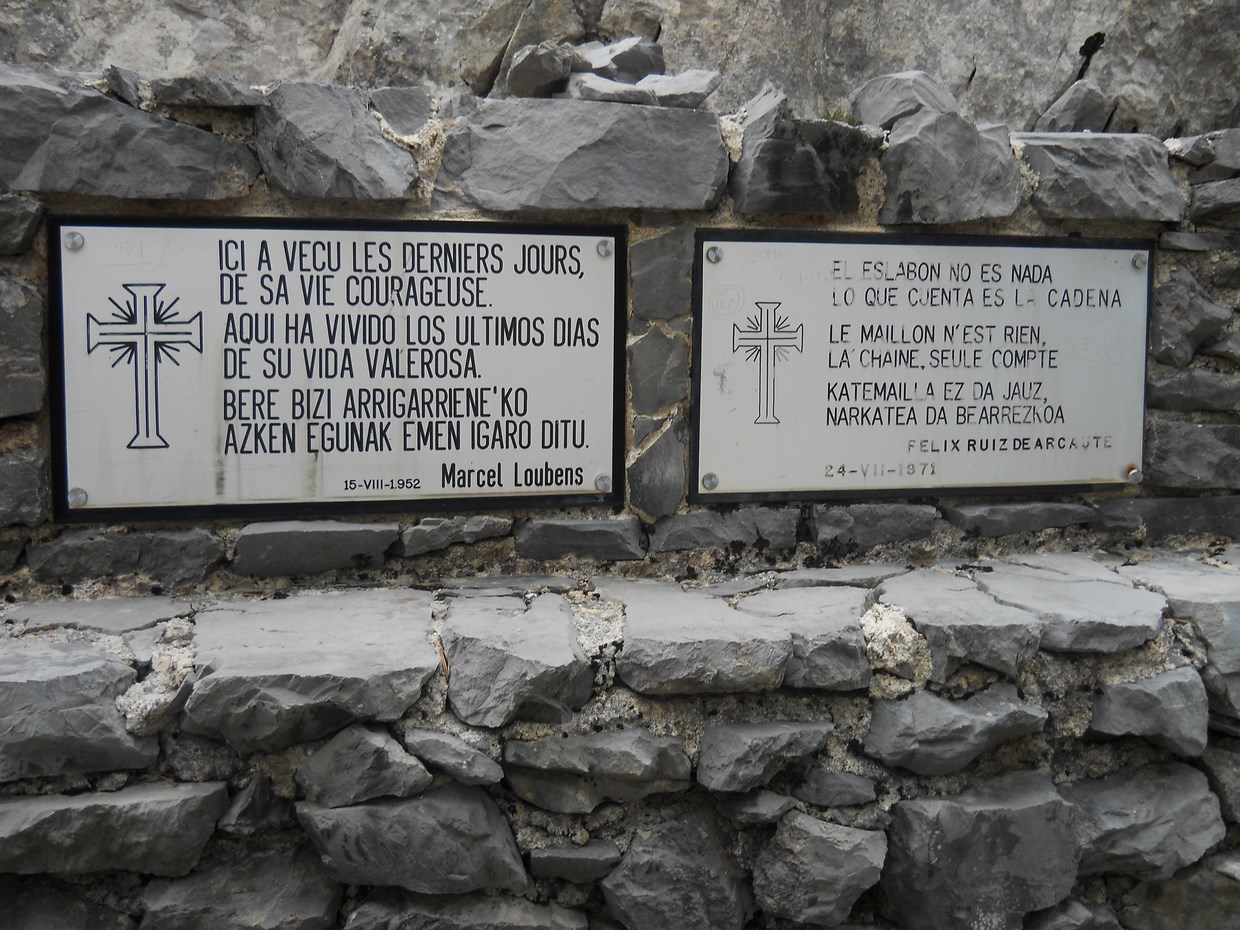 ICI A VECU LES DERNIERS JOURS,
DE SA VIE COURAGEUSE.
AQUI HA VIVIDO LOS ULTIMOS DIAS
DE SU VIDA VALEROSA.
BERE BIZI ARRIGARRIENE'KO
AZKEN EGUNAK EMEN IGARO DITU.
15-VIII-1.952 Marcel Loubens
EL ESLABON NO ES NADA
LO QUE CUENTA ES LA CADENA
LE MAILLON N'EST RIEN,
LA CHAINE, SEULE COMPTE
KATEMAILLA EZ DA JAUZ,
NARKATEA DA BEARREZKOA
FELIX RUIZ DE ARCAUTE
24-VII-1971